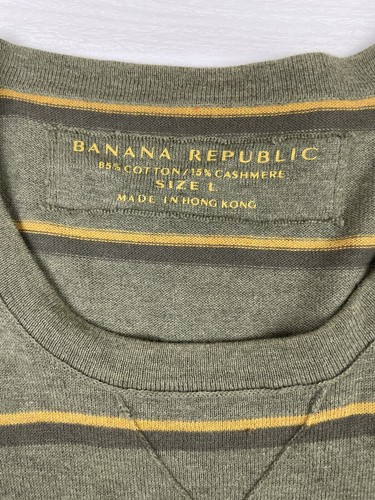 BANANA REPUBLIC
85% COTTON/15% CASHMERE
SIZE L
MADE IN HONG KONG